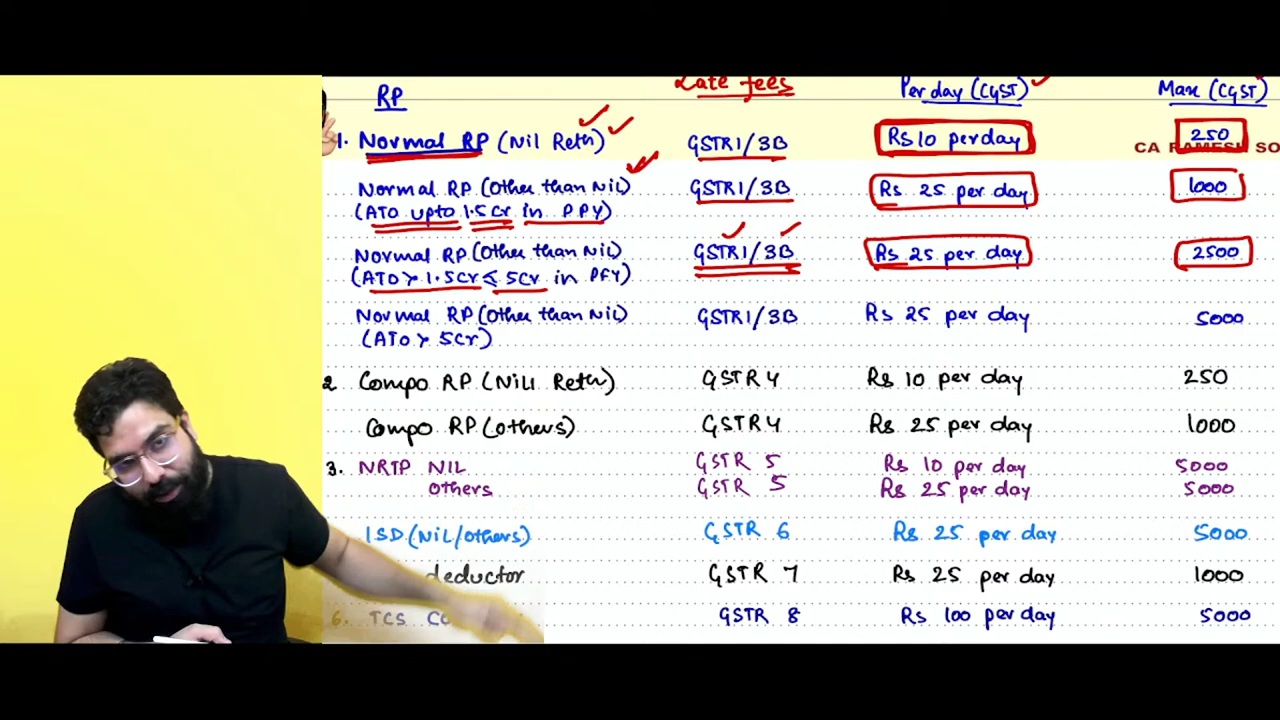 RP Late fees Per day (CGST) Max (CGST)
1. Normal RP (Nil Retn) GSTR1/3B Rs 10 per day 250
CA RAMESH SO
Normal RP (Other than Nil) GSTR1/3B Rs 25 per day 1000
(ATO upto 1.5Cr in PPY)
Normal RP (Other than Nil) GSTR1/3B Rs 25 per day 2500
(ATO > 1.5Cr ≤ 5Cr in PFY)
Normal RP (Other than Nil) GSTR1/3B Rs 25 per day 5000
(ATO > 5Cr)
2 Compo RP (Nill Retn) GSTR 4 Rs 10 per day 250
Compo RP (others) GSTR 4 Rs 25 per day 1000
3. NRTP NIL GSTR 5 Rs 10 per day 5000
others GSTR 5 Rs 25 per day 5000
ISD (NIL/others) GSTR 6 Rs 25 per day 5000
deductor GSTR 7 Rs 25 per day 1000
6. TCS GSTR 8 Rs 100 per day 5000